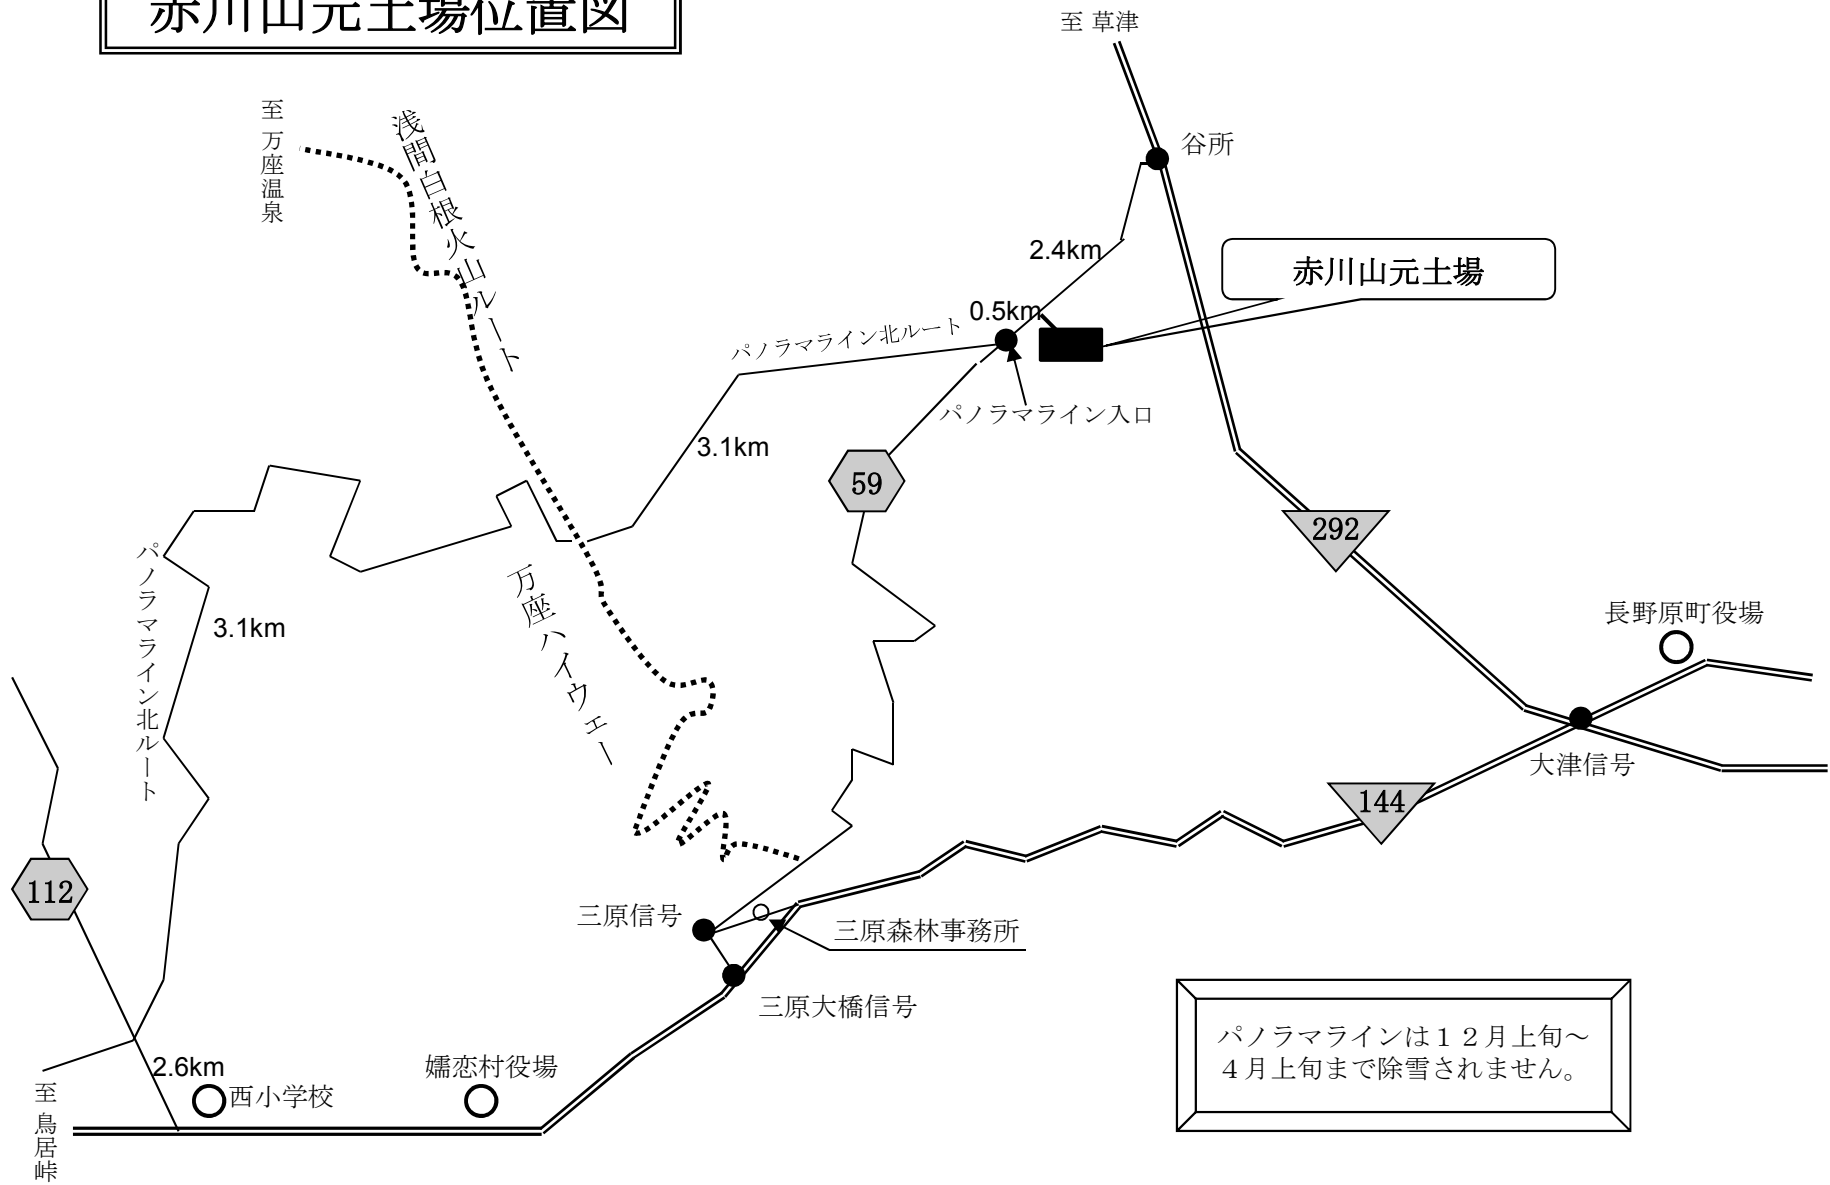 赤川山元土場位置図
至 草津
至 万座温泉
浅間白根火山ルート
谷所
2.4km
赤川山元土場
0.5km
パノラマライン北ルート
パノラマライン入口
3.1km
59
292
パノラマライン北ルート
万座ハイウェー
3.1km
長野原町役場
大津信号
144
112
三原信号
三原森林事務所
三原大橋信号
パノラマラインは１２月上旬～
４月上旬まで除雪されません。
2.6km
嬬恋村役場
西小学校
至 鳥居峠